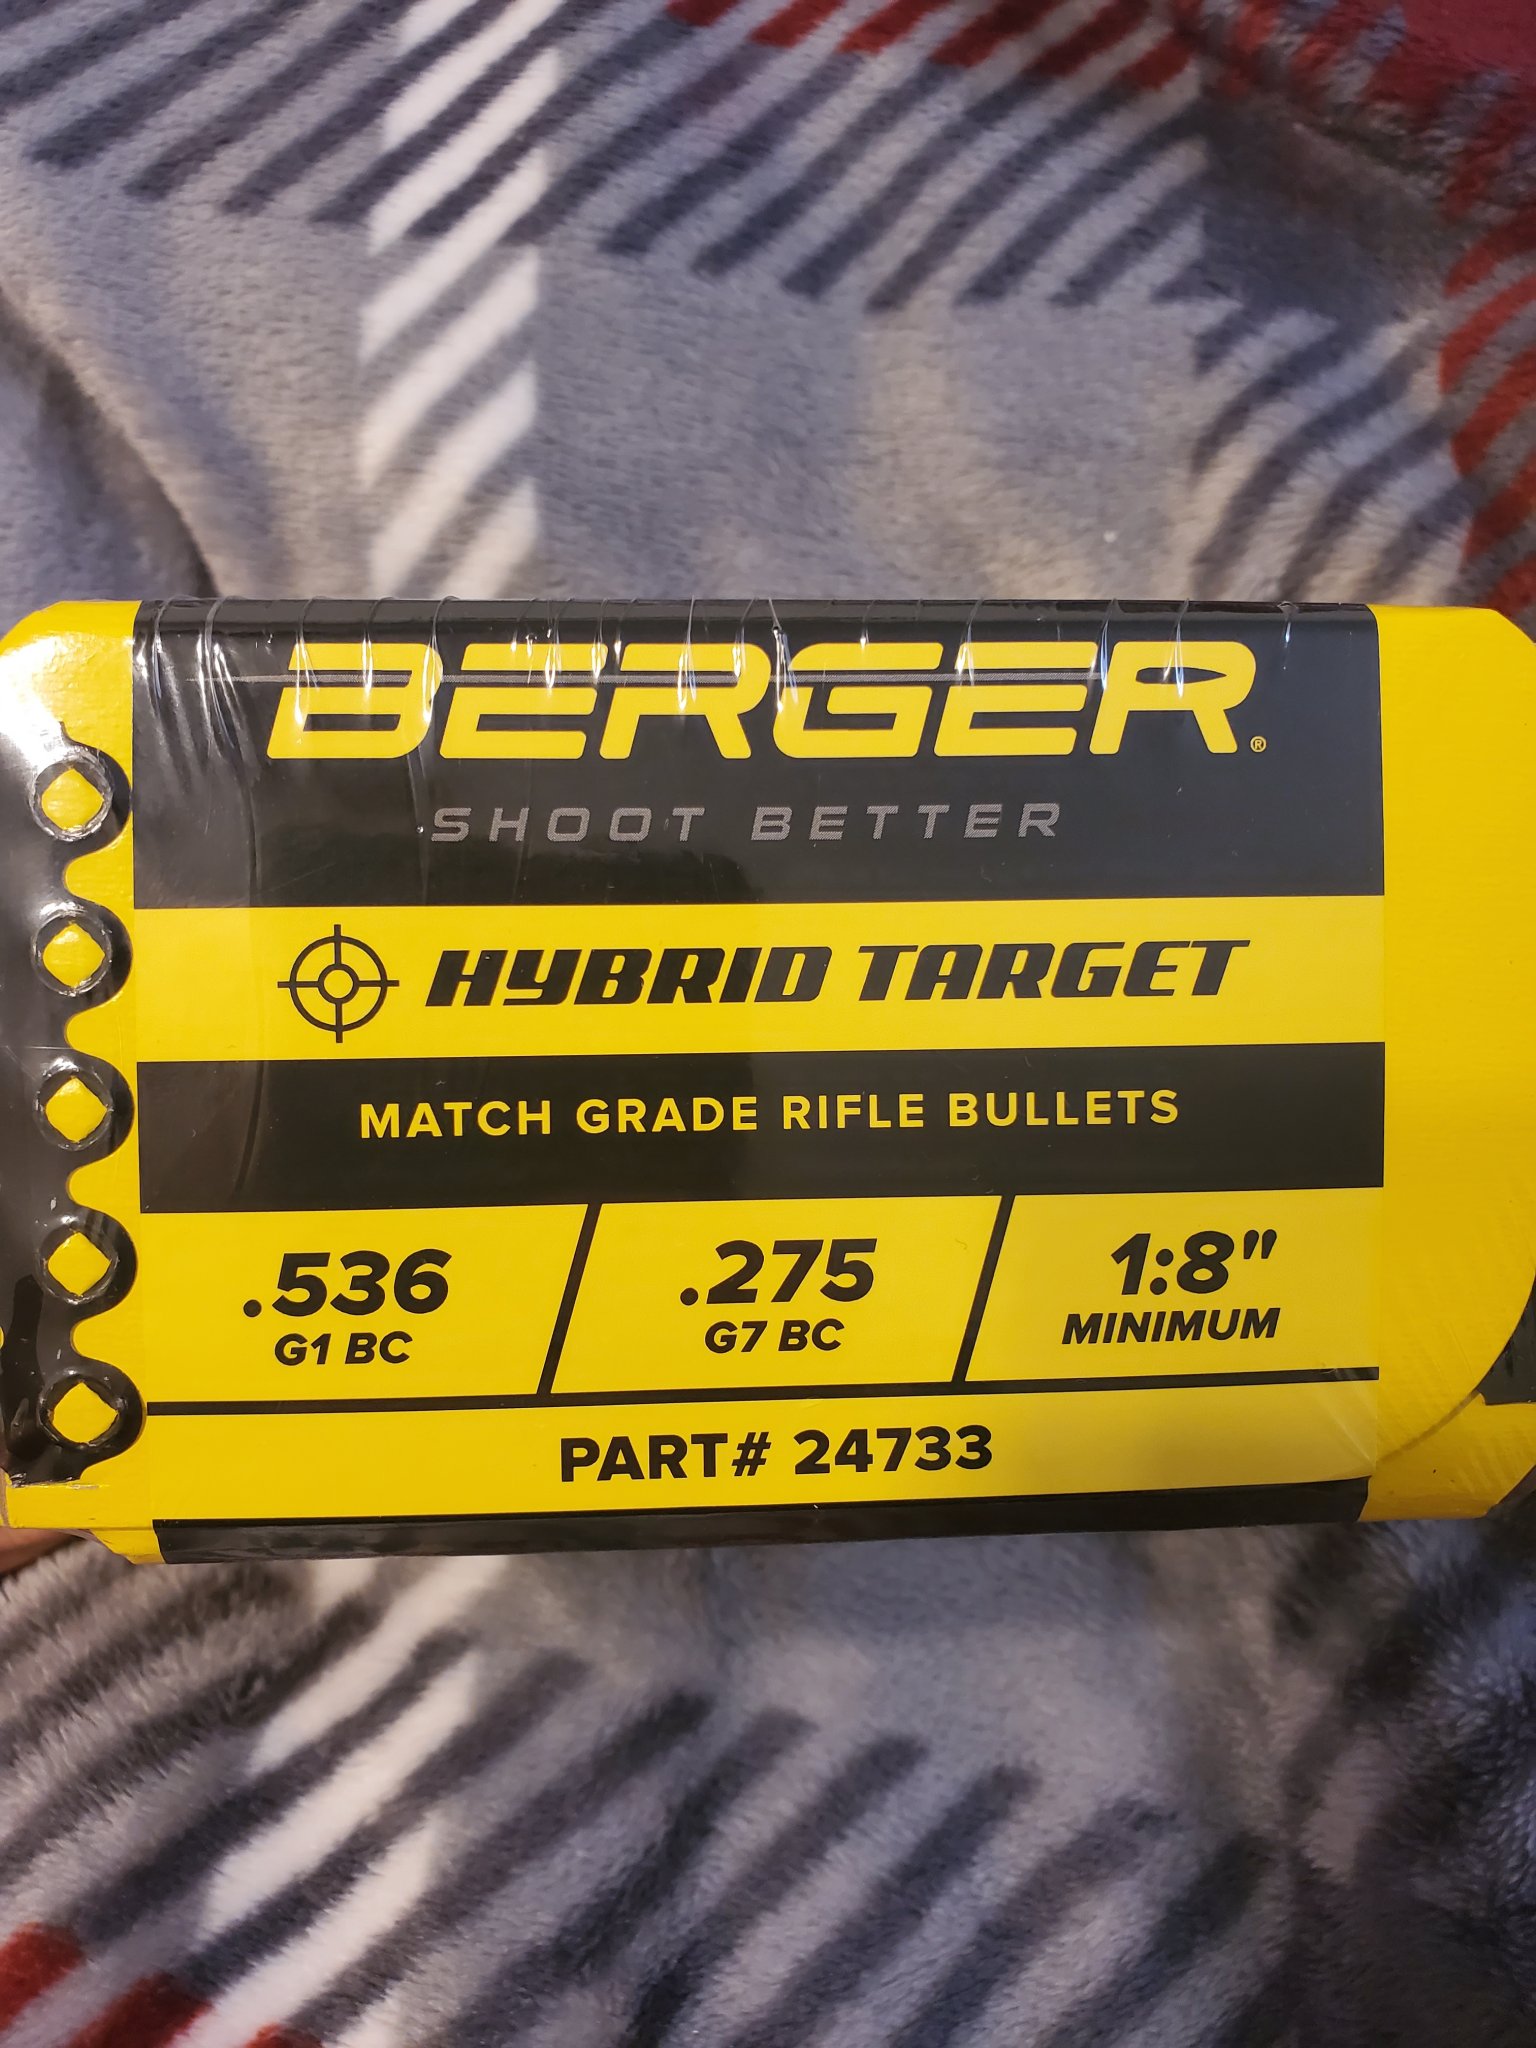 BERGER®
SHOOT BETTER
HYBRID TARGET
MATCH GRADE RIFLE BULLETS
.536
G1 BC
.275
G7 BC
1:8"
MINIMUM
PART# 24733